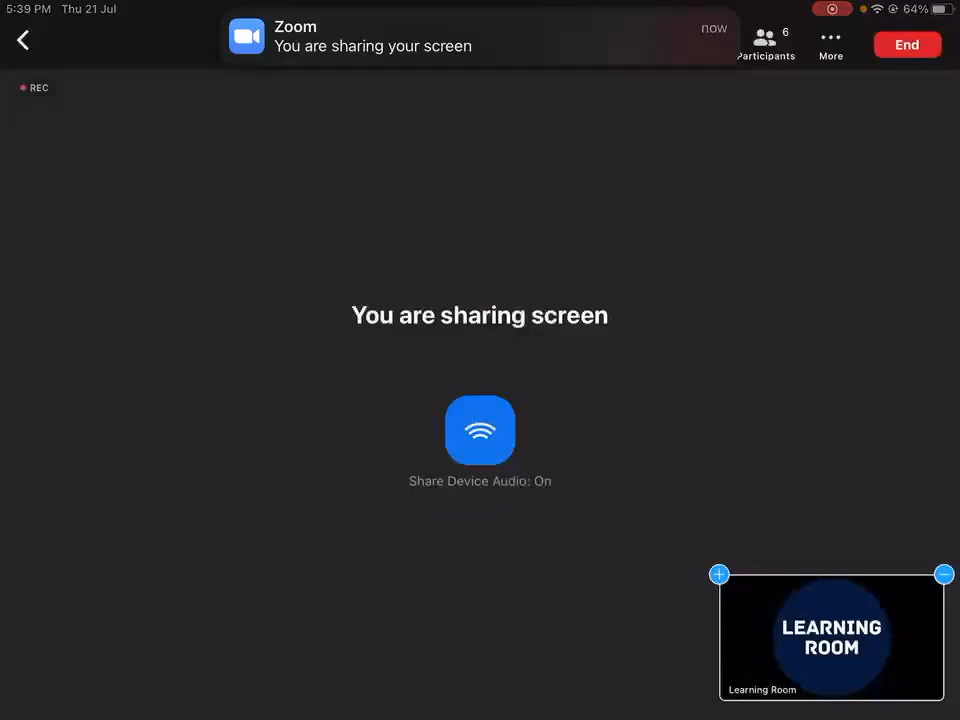 5:39 PM Thu 21 Jul
64%
Zoom
now
You are sharing your screen
6
Participants
More
End
REC
You are sharing screen
Share Device Audio: On
LEARNING
ROOM
Learning Room